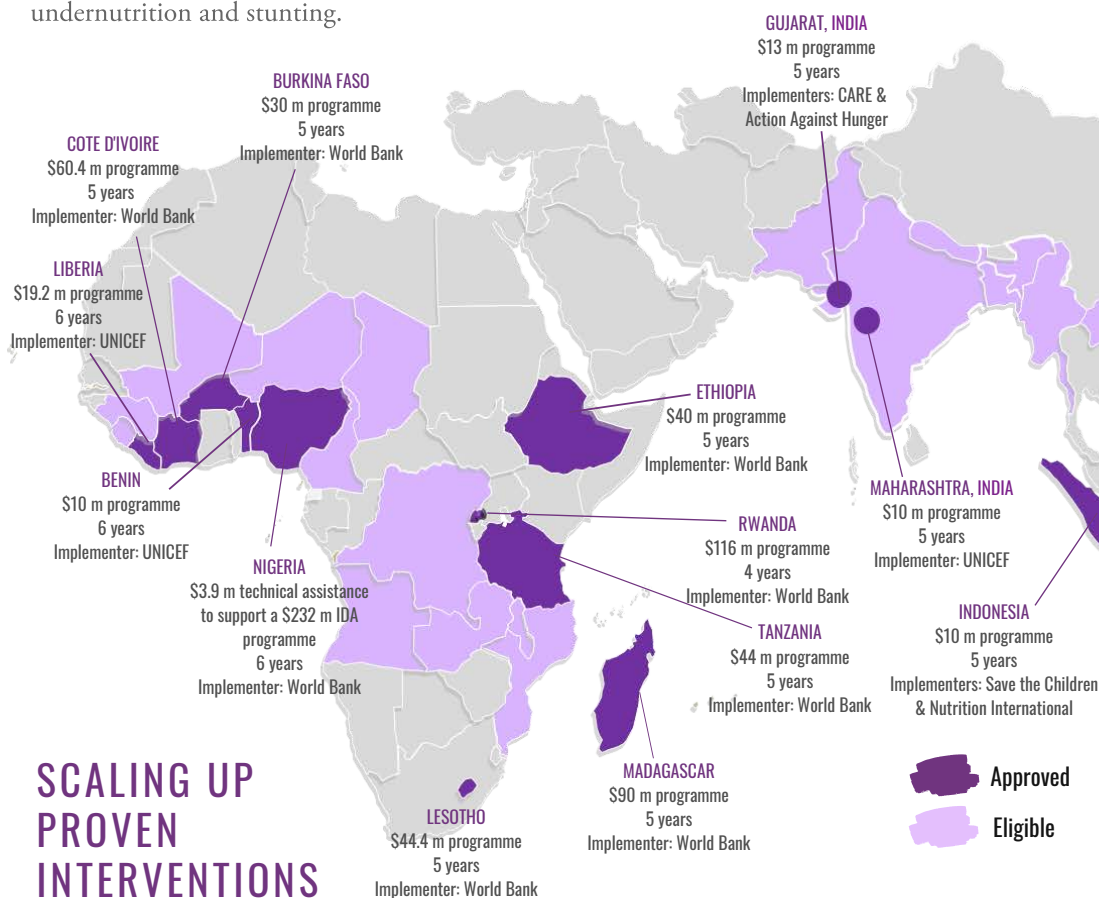 undernutrition and stunting.
GUJARAT, INDIA
$13 m programme
5 years
Implementers: CARE &
Action Against Hunger
BURKINA FASO
$30 m programme
5 years
Implementer: World Bank
COTE D'IVOIRE
$60.4 m programme
5 years
Implementer: World Bank
LIBERIA
$19.2 m programme
6 years
Implementer: UNICEF
BENIN
$10 m programme
6 years
Implementer: UNICEF
NIGERIA
$3.9 m technical assistance
to support a $232 m IDA
programme
6 years
Implementer: World Bank
ETHIOPIA
$40 m programme
5 years
Implementer: World Bank
MAHARASHTRA, INDIA
$10 m programme
5 years
Implementer: UNICEF
RWANDA
$116 m programme
4 years
Implementer: World Bank
INDONESIA
$10 m programme
5 years
Implementers: Save the Children
& Nutrition International
TANZANIA
$44 m programme
5 years
Implementer: World Bank
MADAGASCAR
$90 m programme
5 years
Implementer: World Bank
LESOTHO
$44.4 m programme
5 years
Implementer: World Bank
Approved
Eligible
SCALING UP
PROVEN
INTERVENTIONS